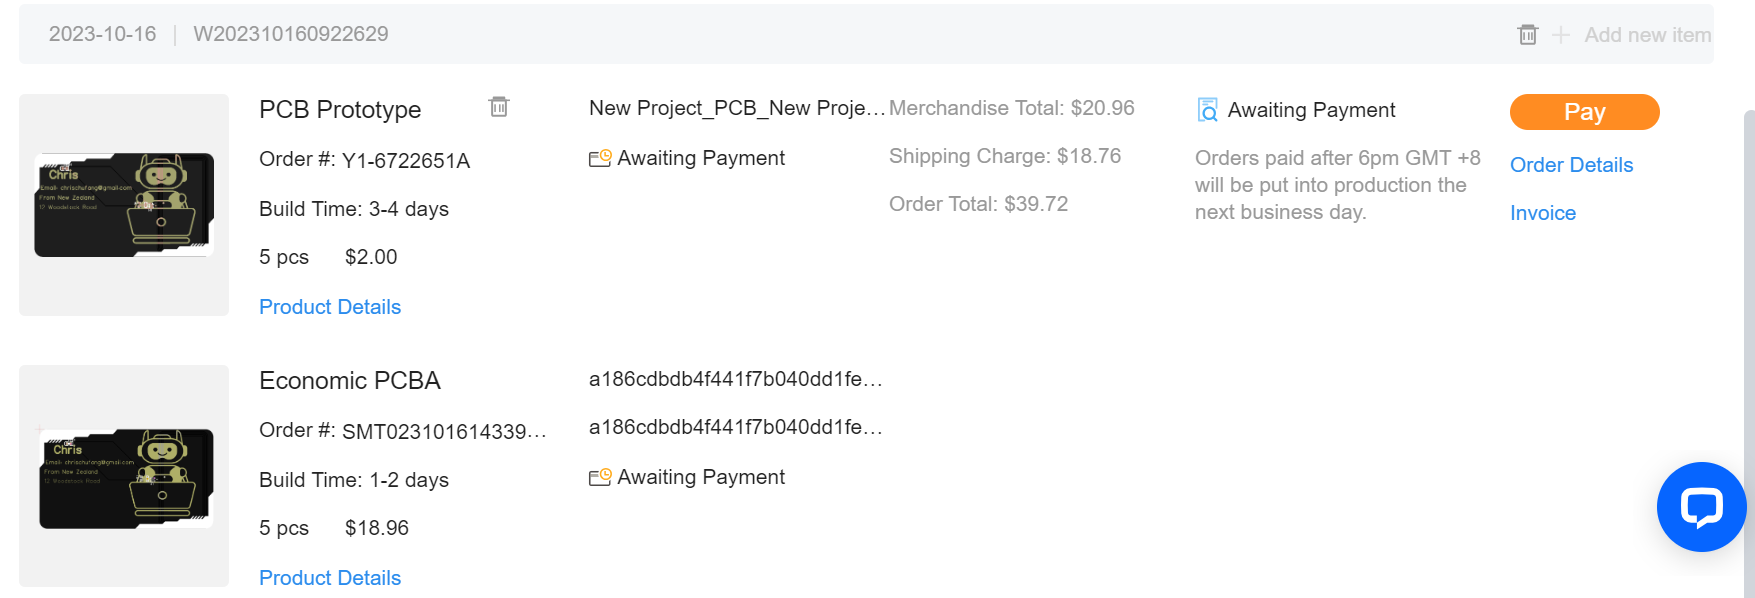 2023-10-16 | W202310160922629
Add new item
PCB Prototype
Order #: Y1-6722651A
Build Time: 3-4 days
5 pcs $2.00
Product Details
New Project_PCB_New Proje...
Awaiting Payment
Merchandise Total: $20.96
Shipping Charge: $18.76
Order Total: $39.72
Awaiting Payment
Orders paid after 6pm GMT +8
will be put into production the
next business day.
Pay
Order Details
Invoice
Chris
Email: chrischufang@gmail.com
From New Zealand
12 Woodstock Road
Economic PCBA
Order #: SMT023101614339...
Build Time: 1-2 days
5 pcs $18.96
Product Details
a186cdbdb4f441f7b040dd1fe...
a186cdbdb4f441f7b040dd1fe...
Awaiting Payment
Chris
Email: chrischufang@gmail.com
From New Zealand
12 Woodstock Road